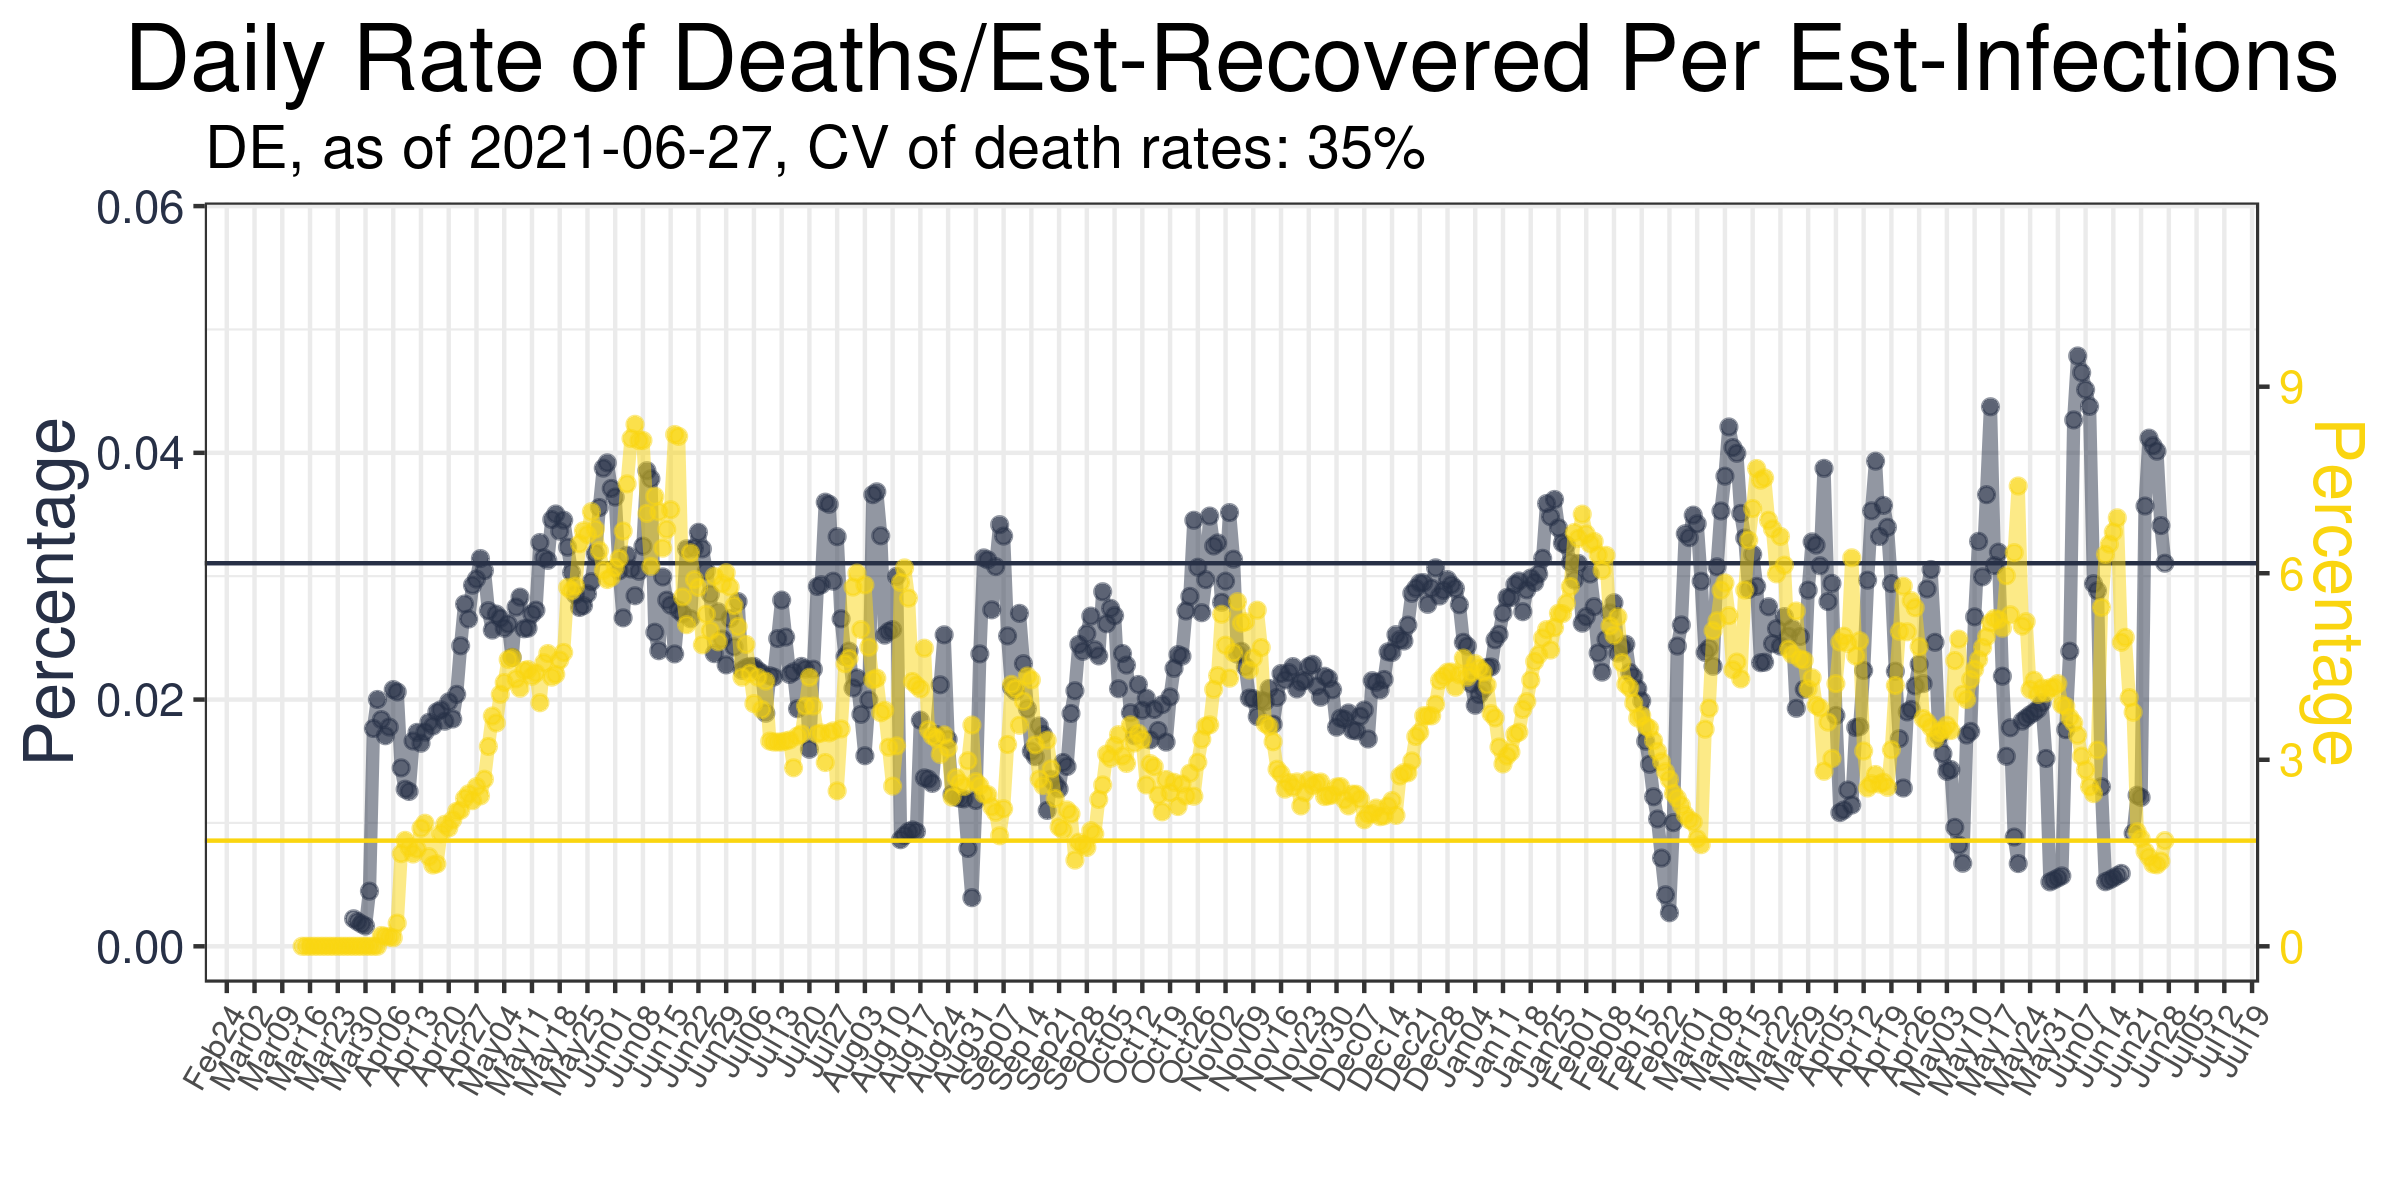 Daily Rate of Deaths/Est-Recovered Per Est-Infections
DE, as of 2021-06-27, CV of death rates: 35%
Percentage
0.06
0.04
0.02
0.00
9
6
3
0
Percentage
Feb24
Mar02
Mar09
Mar16
Mar23
Mar30
Apr06
Apr13
Apr20
Apr27
May04
May11
May18
May25
Jun01
Jun08
Jun15
Jun22
Jun29
Jul06
Jul13
Jul20
Jul27
Aug03
Aug10
Aug17
Aug24
Aug31
Sep07
Sep14
Sep21
Sep28
Oct05
Oct12
Oct19
Oct26
Nov02
Nov09
Nov16
Nov23
Nov30
Dec07
Dec14
Dec21
Dec28
Jan04
Jan11
Jan18
Jan25
Feb01
Feb08
Feb15
Feb22
Mar01
Mar08
Mar15
Mar22
Mar29
Apr05
Apr12
Apr19
Apr26
May03
May10
May17
May24
May31
Jun07
Jun14
Jun21
Jun28
Jul05
Jul12
Jul19